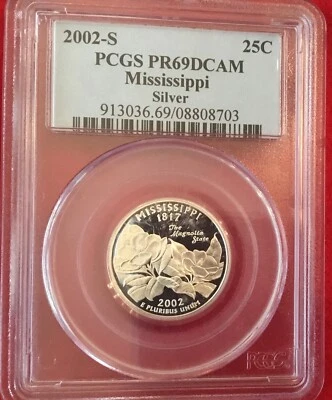 2002-S 25C
PCGS PR69DCAM
Mississippi
Silver
913036.69/08808703
MISSISSIPPI
1817
The
Magnolia
State
2002
E PLURIBUS UNUM
PCGS